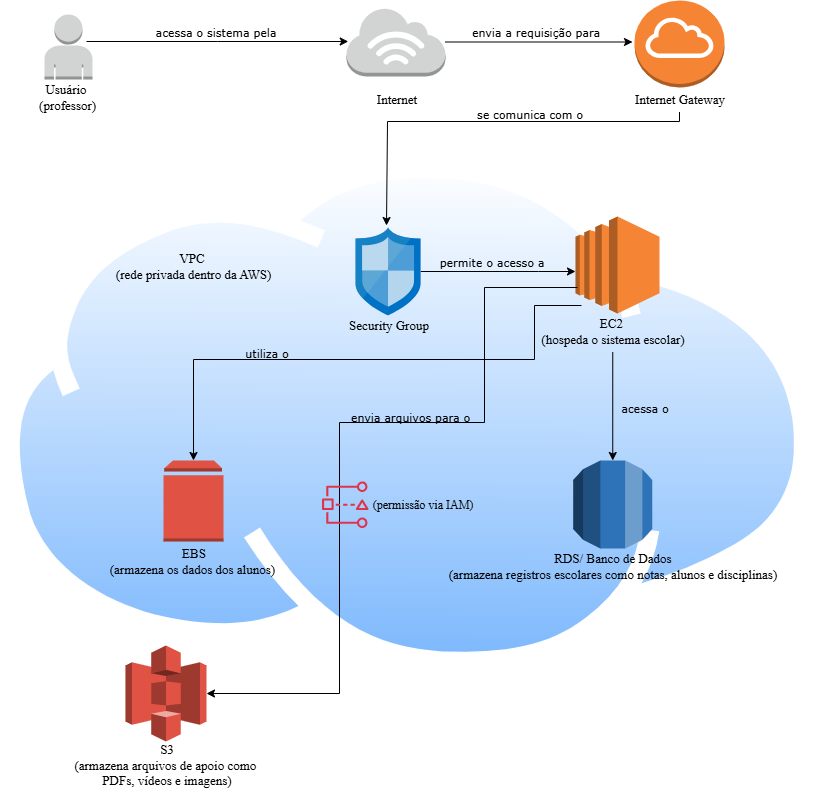 acessa o sistema pela
envia a requisição para
Usuário
(professor)
Internet
Internet Gateway
se comunica com o
VPC
(rede privada dentro da AWS)
permite o acesso a
Security Group
EC2
(hospeda o sistema escolar)
utiliza o
acessa o
envia arquivos para o
(permissão via IAM)
EBS
(armazena os dados dos alunos)
RDS/ Banco de Dados
(armazena registros escolares como notas, alunos e disciplinas)
S3
(armazena arquivos de apoio como
PDFs, vídeos e imagens)